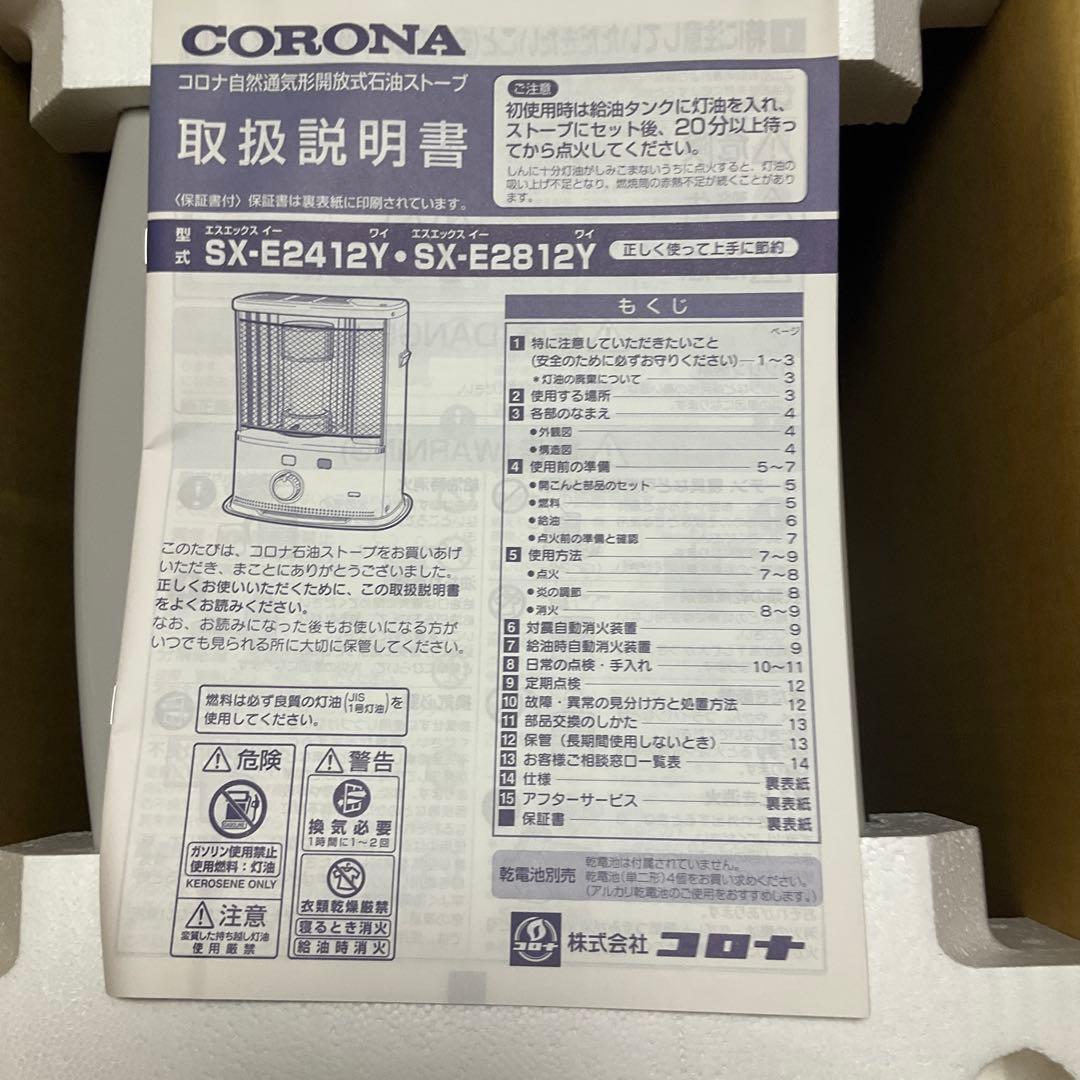 CORONA
コロナ自然通気形開放式石油ストーブ
取扱説明書
〈保証書付〉保証書は裏表紙に印刷されています。
ご注意
初使用時は給油タンクに灯油を入れ、
ストーブにセット後、20分以上待っ
てから点火してください。
しんに十分灯油がしみこまないうちに点火すると、灯油の
吸い上げ不足となり、燃焼筒の赤熱不足が続くことがあり
ます。
型式
エスエックス イー ワイ エスエックス イー ワイ
SX-E2412Y・SX-E2812Y
正しく使って上手に節約
もくじ
ページ
1 特に注意していただきたいこと
(安全のために必ずお守りください)―1～3
＊灯油の廃棄について 3
2 使用する場所 3
3 各部のなまえ 4
●外観図 4
●構造図 4
4 使用前の準備 5～7
●開こんと部品のセット 5
●燃料 5
●給油 6
●点火前の準備と確認 7
5 使用方法 7～9
●点火 7～8
●炎の調節 8
●消火 8～9
6 対震自動消火装置 9
7 給油時自動消火装置 9
8 日常の点検・手入れ 10～11
9 定期点検 12
10 故障・異常の見分け方と処置方法 12
11 部品交換のしかた 13
12 保管（長期間使用しないとき） 13
13 お客様ご相談窓口一覧表 14
14 仕様 裏表紙
15 アフターサービス 裏表紙
保証書 裏表紙
このたびは、コロナ石油ストーブをお買いあげ
いただき、まことにありがとうございました。
正しくお使いいただくために、この取扱説明書
をよくお読みください。
なお、お読みになった後もお使いになる方が
いつでも見られる所に大切に保管してください。
燃料は必ず良質の灯油(JIS 1号灯油)を
使用してください。
危険
GASOLINE
ガソリン使用禁止
使用燃料：灯油
KEROSENE ONLY
注意
変質した持ち越し灯油
使用厳禁
警告
換気必要
1時間に1～2回
衣類乾燥厳禁
寝るとき消火
給油時消火
乾電池別売
乾電池は付属されていません。
乾電池(単二形)4個をお買い求めください。
(アルカリ乾電池のご使用をおすすめします。)
コロナ
株式会社 コロナ